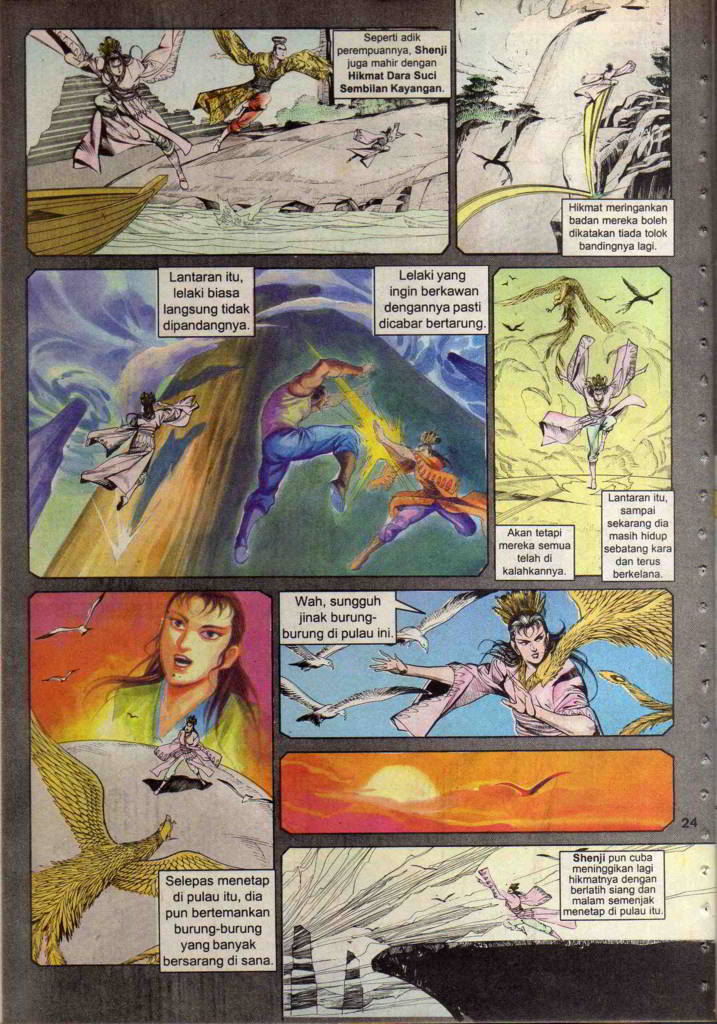 Seperti adik
perempuannya, Shenji
juga mahir dengan
Hikmat Dara Suci
Sembilan Kayangan.
Hikmat meringankan
badan mereka boleh
dikatakan tiada tolok
bandingnya lagi.
Lantaran itu,
lelaki biasa
langsung tidak
dipandangnya.
Lelaki yang
ingin berkawan
dengannya pasti
dicabar bertarung.
Akan tetapi
mereka semua
telah di
kalahkannya.
Lantaran itu,
sampai
sekarang dia
masih hidup
sebatang kara
dan terus
berkelana.
Selepas menetap
di pulau itu, dia
pun bertemankan
burung-burung
yang banyak
bersarang di sana.
Wah, sungguh
jinak burung-
burung di pulau ini.
24
Shenji pun cuba
meninggikan lagi
hikmatnya dengan
berlatih siang dan
malam semenjak
menetap di pulau itu.